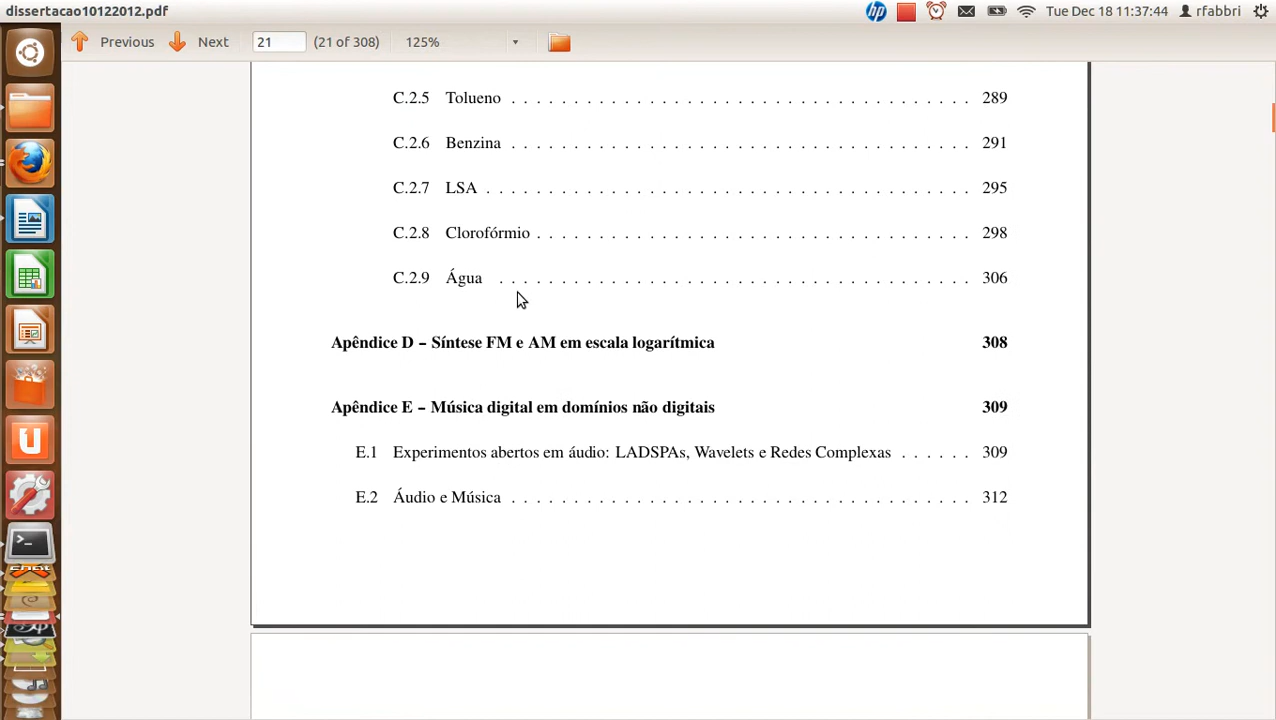 dissertacao10122012.pdf
Tue Dec 18 11:37:44 rfabbri
Previous Next 21 (21 of 308) 125%
C.2.5 Tolueno . . . . . . . . . . . . . . . . . . . . . . . . . . . . . . . . . . . . . 289
C.2.6 Benzina . . . . . . . . . . . . . . . . . . . . . . . . . . . . . . . . . . . . . 291
C.2.7 LSA . . . . . . . . . . . . . . . . . . . . . . . . . . . . . . . . . . . . . . . 295
C.2.8 Clorofórmio . . . . . . . . . . . . . . . . . . . . . . . . . . . . . . . . . . . 298
C.2.9 Água . . . . . . . . . . . . . . . . . . . . . . . . . . . . . . . . . . . . . . 306
Apêndice D – Síntese FM e AM em escala logarítmica 308
Apêndice E – Música digital em domínios não digitais 309
E.1 Experimentos abertos em áudio: LADSPAs, Wavelets e Redes Complexas . . . . . . 309
E.2 Áudio e Música . . . . . . . . . . . . . . . . . . . . . . . . . . . . . . . . . . . . . 312